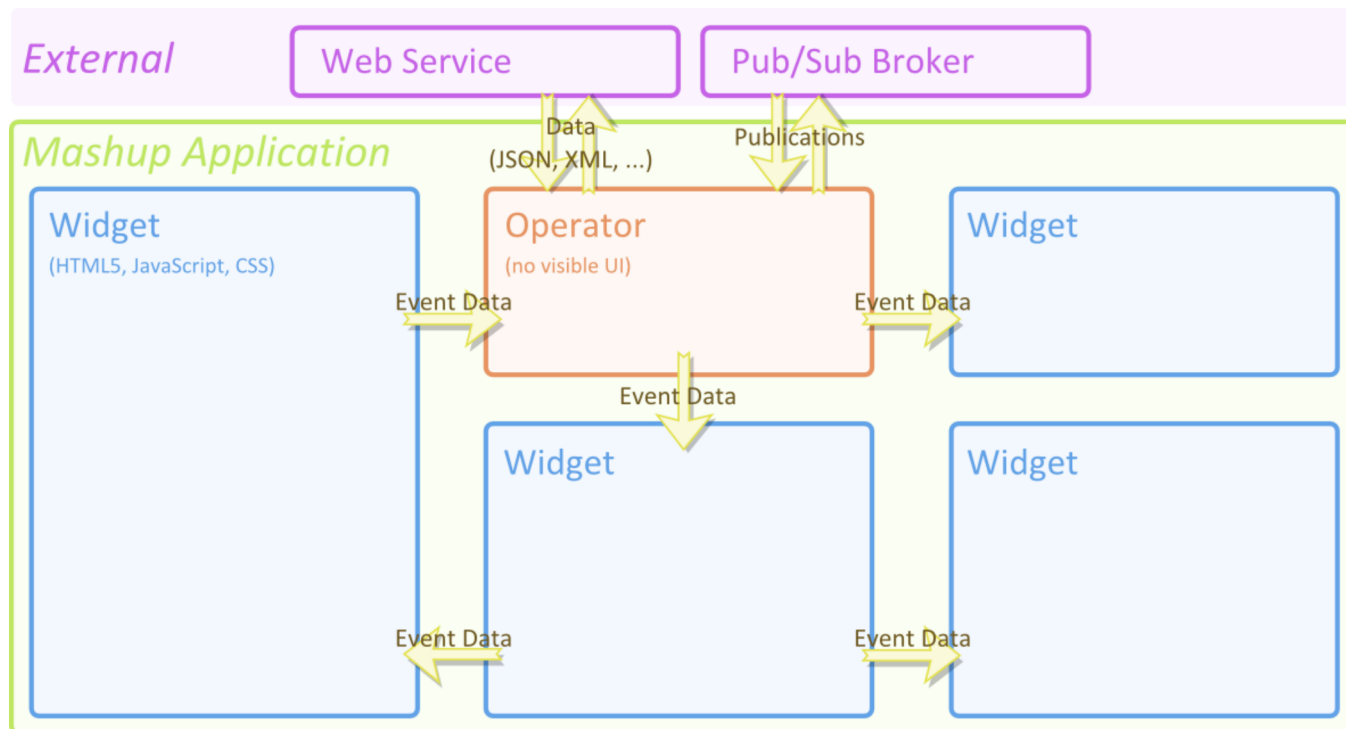 External
Web Service
Pub/Sub Broker
Data
(JSON, XML, ...)
Publications
Mashup Application
Widget
(HTML5, JavaScript, CSS)
Operator
(no visible UI)
Widget
Event Data
Event Data
Event Data
Widget
Widget
Event Data
Event Data